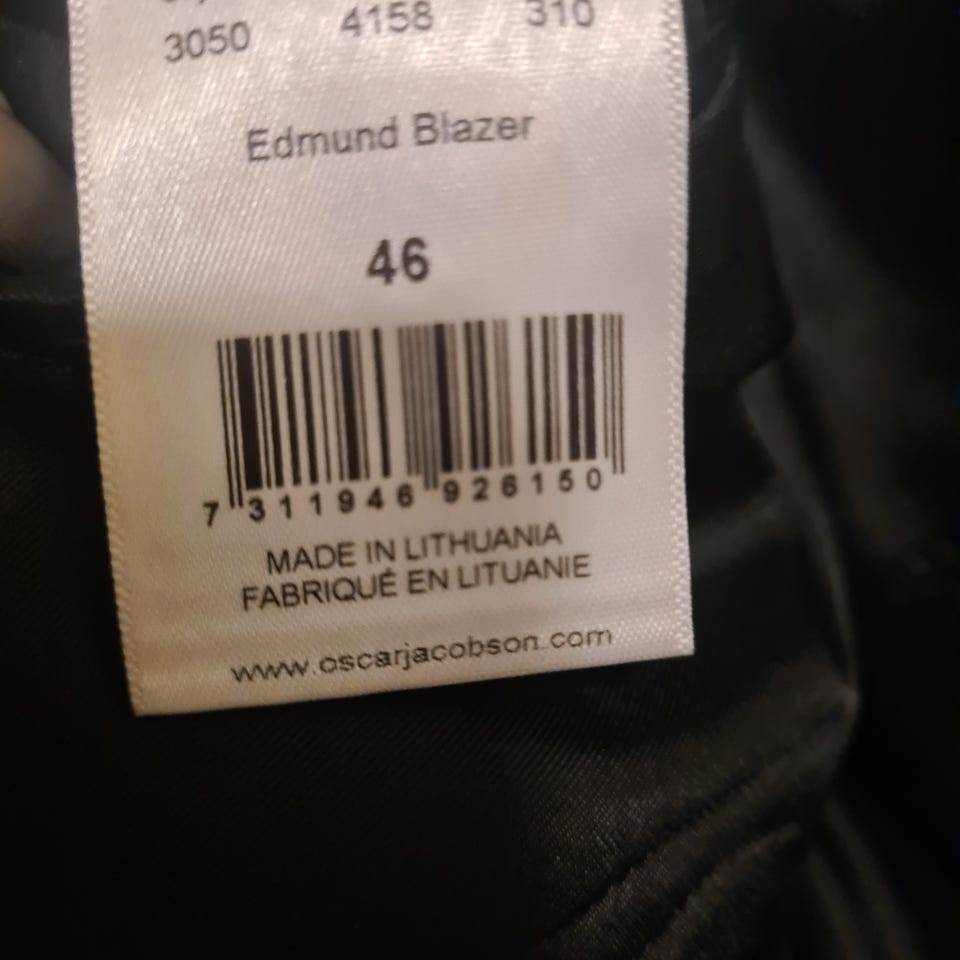 3050 4158 310
Edmund Blazer
46
7 311946 926150
MADE IN LITHUANIA
FABRIQUÉ EN LITUANIE
www.oscarjacobson.com